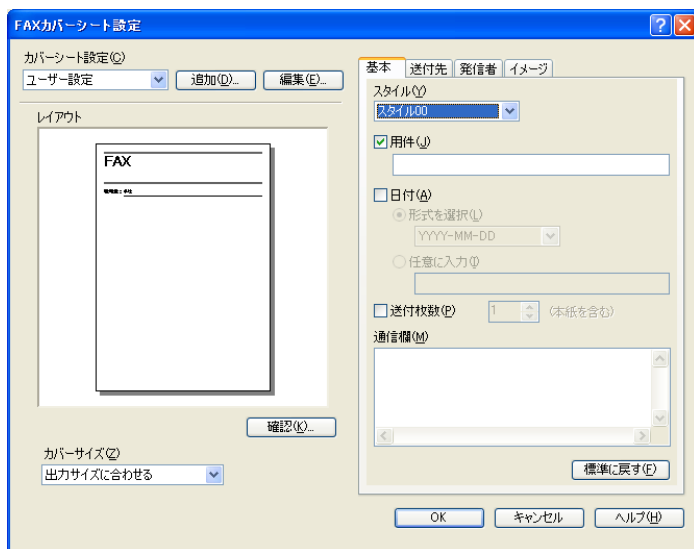 FAXカバーシート設定
カバーシート設定(C)
ユーザー設定
追加(D)...
編集(E)...
レイアウト
FAX
確認(K)...
カバーサイズ(Z)
出力サイズに合わせる
基本
送付先
発信者
イメージ
スタイル(Y)
スタイル00
用件(J)
日付(A)
形式を選択(L)
YYYY-MM-DD
任意に入力(I)
送付枚数(P)
1
(本紙を含む)
通信欄(M)
標準に戻す(F)
OK
キャンセル
ヘルプ(H)